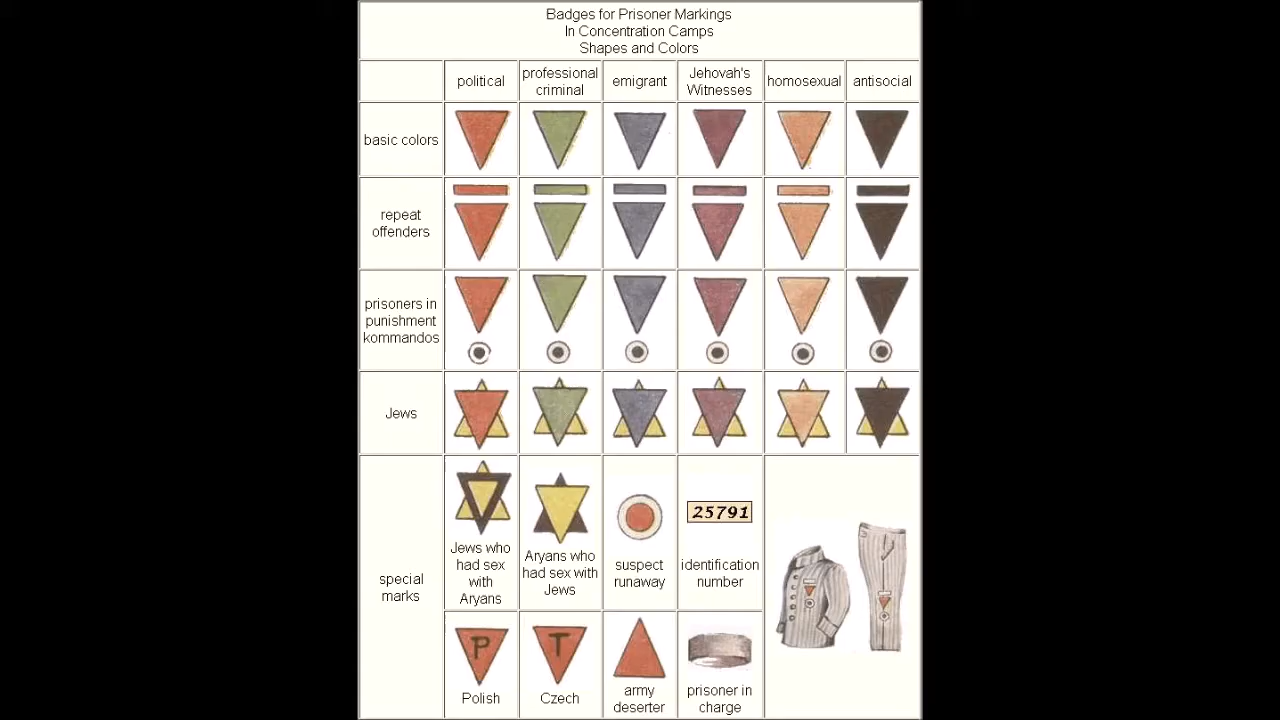 Badges for Prisoner Markings
In Concentration Camps
Shapes and Colors
political
professional
criminal
emigrant
Jehovah's
Witnesses
homosexual
antisocial
basic colors
repeat
offenders
prisoners in
punishment
kommandos
Jews
special
marks
Jews who
had sex
with
Aryans
Aryans who
had sex with
Jews
suspect
runaway
25791
identification
number
P
Polish
T
Czech
army
deserter
prisoner in
charge